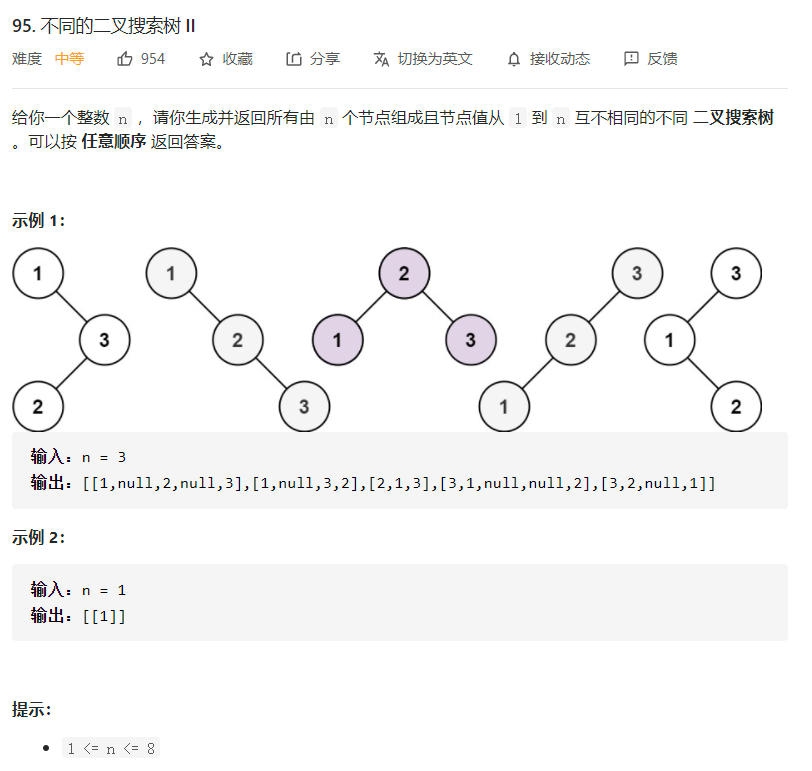 95. 不同的二叉搜索树 II
难度 中等 954 收藏 分享 切换为英文 接收动态 反馈
给你一个整数 n ，请你生成并返回所有由 n 个节点组成且节点值从 1 到 n 互不相同的不同 二叉搜索树
。可以按 任意顺序 返回答案。
示例 1：
1 1 2 3 3
3 2 1 3 2 1
2 3 1 2
输入：n = 3
输出：[[1,null,2,null,3],[1,null,3,2],[2,1,3],[3,1,null,null,2],[3,2,null,1]]
示例 2：
输入：n = 1
输出：[[1]]
提示：
• 1 <= n <= 8